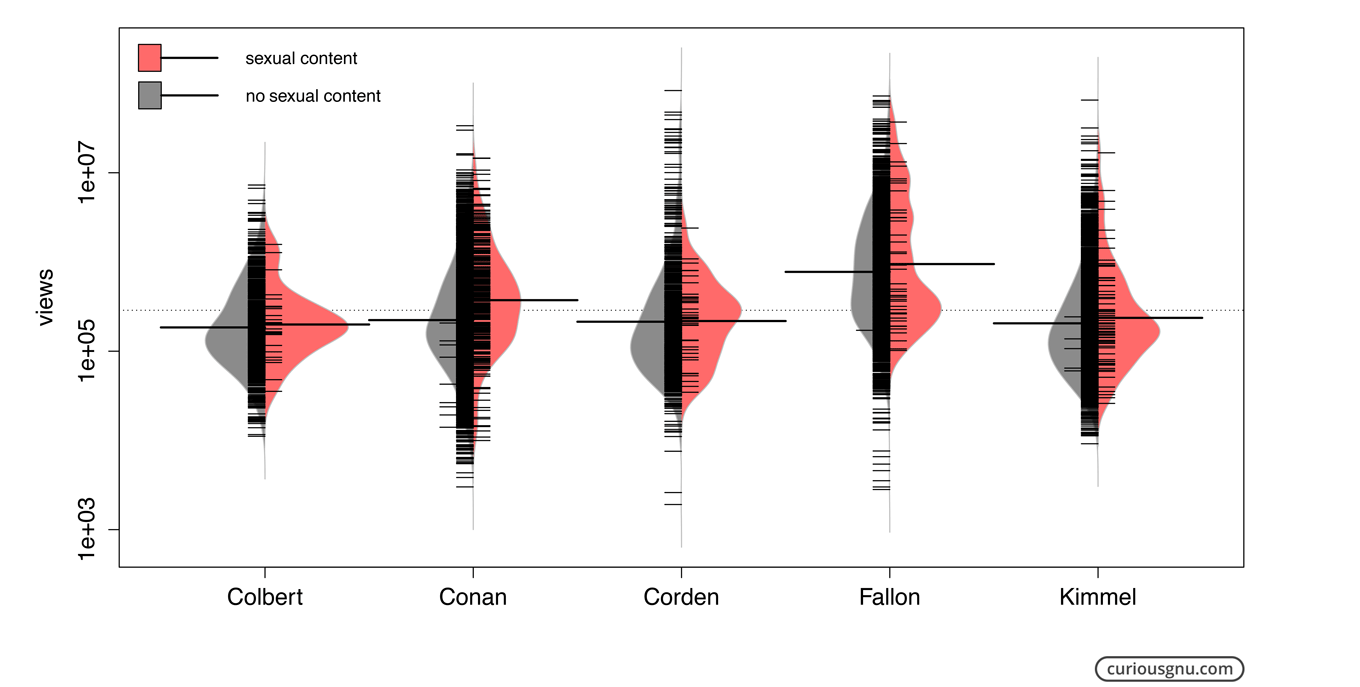 sexual content
no sexual content
views
1e+07
1e+05
1e+03
Colbert Conan Corden Fallon Kimmel
curiousgnu.com